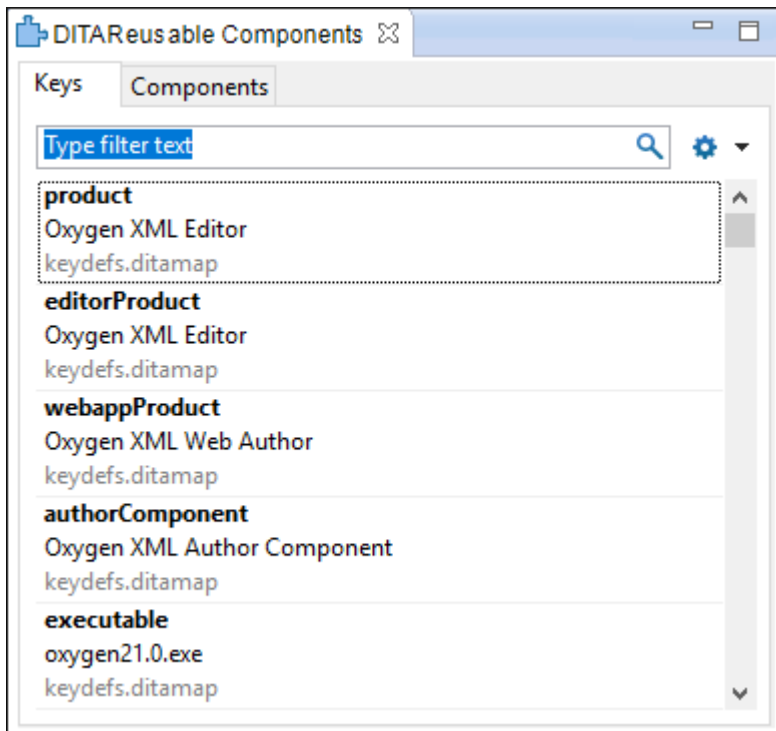 DITAReusable Components
Keys
Components
Type filter text
product
Oxygen XML Editor
keydefs.ditamap
editorProduct
Oxygen XML Editor
keydefs.ditamap
webappProduct
Oxygen XML Web Author
keydefs.ditamap
authorComponent
Oxygen XML Author Component
keydefs.ditamap
executable
oxygen21.0.exe
keydefs.ditamap